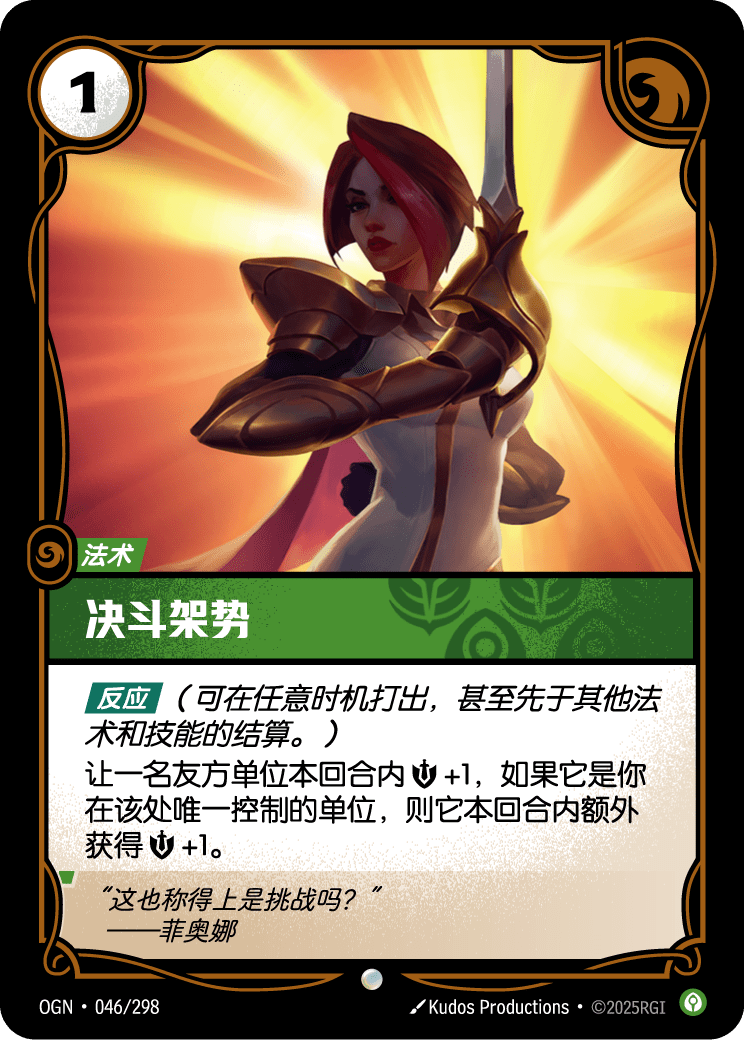 1
法术
决斗架势
反应（可在任意时机打出，甚至先于其他法
术和技能的结算。）
让一名友方单位本回合内 +1，如果它是你
在该处唯一控制的单位，则它本回合内额外
获得 +1。
“这也称得上是挑战吗？”
——菲奥娜
OGN • 046/298
Kudos Productions • ©2025RGI